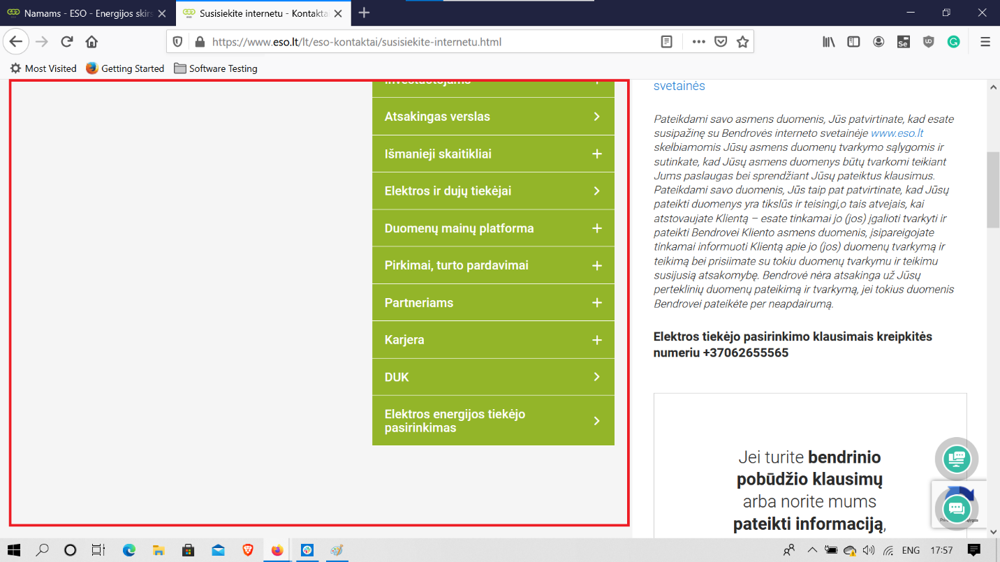 Namams - ESO - Energijos skirs
Susisiekite internetu - Kontaktai
https://www.eso.lt/lt/eso-kontaktai/susisiekite-internetu.html
Most Visited
Getting Started
Software Testing
Investuotojams
Atsakingas verslas
Išmanieji skaitikliai
Elektros ir dujų tiekėjai
Duomenų mainų platforma
Pirkimai, turto pardavimai
Partneriams
Karjera
DUK
Elektros energijos tiekėjo
pasirinkimas
svetainės
Pateikdami savo asmens duomenis, Jūs patvirtinate, kad esate
susipažinę su Bendrovės interneto svetainėje www.eso.lt
skelbiamomis Jūsų asmens duomenų tvarkymo sąlygomis ir
sutinkate, kad Jūsų asmens duomenys būtų tvarkomi teikiant
Jums paslaugas bei sprendžiant Jūsų pateiktus klausimus.
Pateikdami savo duomenis, Jūs taip pat patvirtinate, kad Jūsų
pateikti duomenys yra tikslūs ir teisingi,o tais atvejais, kai
atstovaujate Klientą – esate tinkamai jo (jos) įgalioti tvarkyti ir
pateikti Bendrovei Kliento asmens duomenis, įsipareigojate
tinkamai informuoti Klientą apie jo (jos) duomenų tvarkymą ir
teikimą bei prisiimate su tokiu duomenų tvarkymu ir teikimu
susijusią atsakomybę. Bendrovė nėra atsakinga už Jūsų
perteklinių duomenų pateikimą ir tvarkymą, jei tokius duomenis
Bendrovei pateikėte per neapdairumą.
Elektros tiekėjo pasirinkimo klausimais kreipkitės
numeriu +37062655565
Jei turite bendrinio
pobūdžio klausimų
arba norite mums
pateikti informaciją,
ENG
17:57